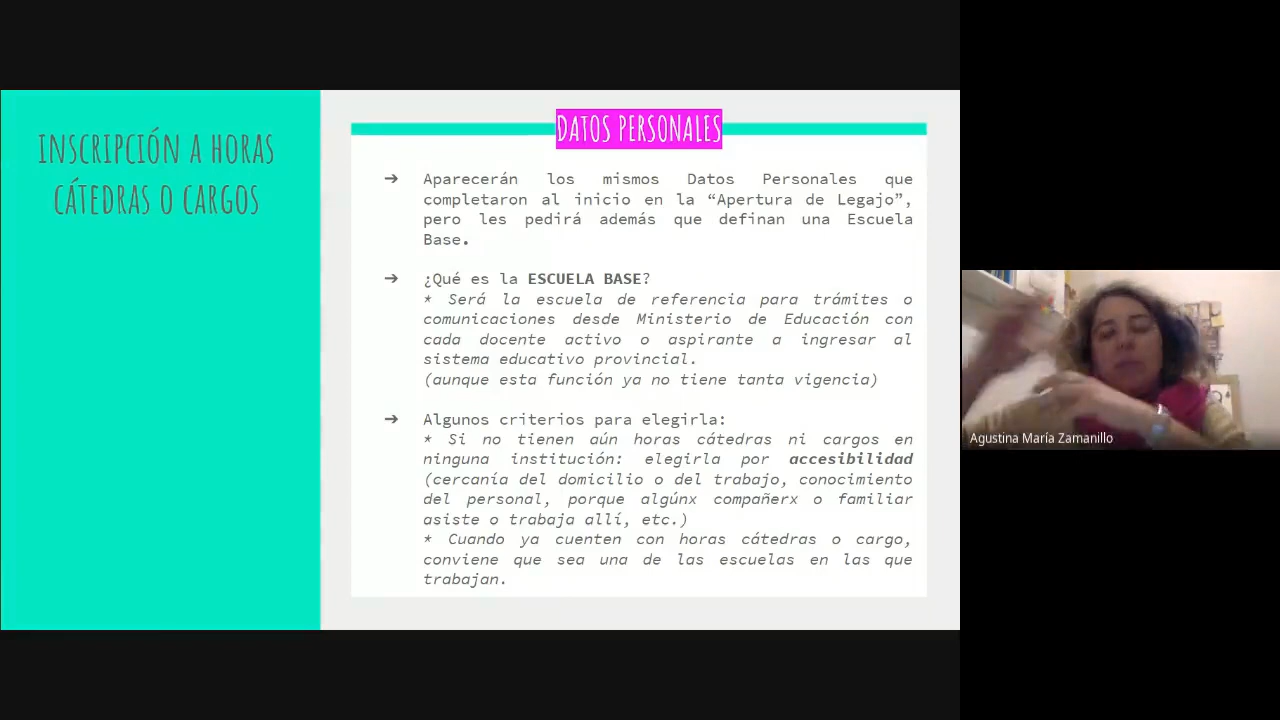 INSCRIPCIÓN A HORAS
CÁTEDRAS O CARGOS
DATOS PERSONALES
➔ Aparecerán los mismos Datos Personales que
completaron al inicio en la “Apertura de Legajo”,
pero les pedirá además que definan una Escuela
Base.
➔ ¿Qué es la ESCUELA BASE?
* Será la escuela de referencia para trámites o
comunicaciones desde Ministerio de Educación con
cada docente activo o aspirante a ingresar al
sistema educativo provincial.
(aunque esta función ya no tiene tanta vigencia)
➔ Algunos criterios para elegirla:
* Si no tienen aún horas cátedras ni cargos en
ninguna institución: elegirla por accesibilidad
(cercanía del domicilio o del trabajo, conocimiento
del personal, porque algúnx compañerx o familiar
asiste o trabaja allí, etc.)
* Cuando ya cuenten con horas cátedras o cargo,
conviene que sea una de las escuelas en las que
trabajan.
Agustina María Zamanillo